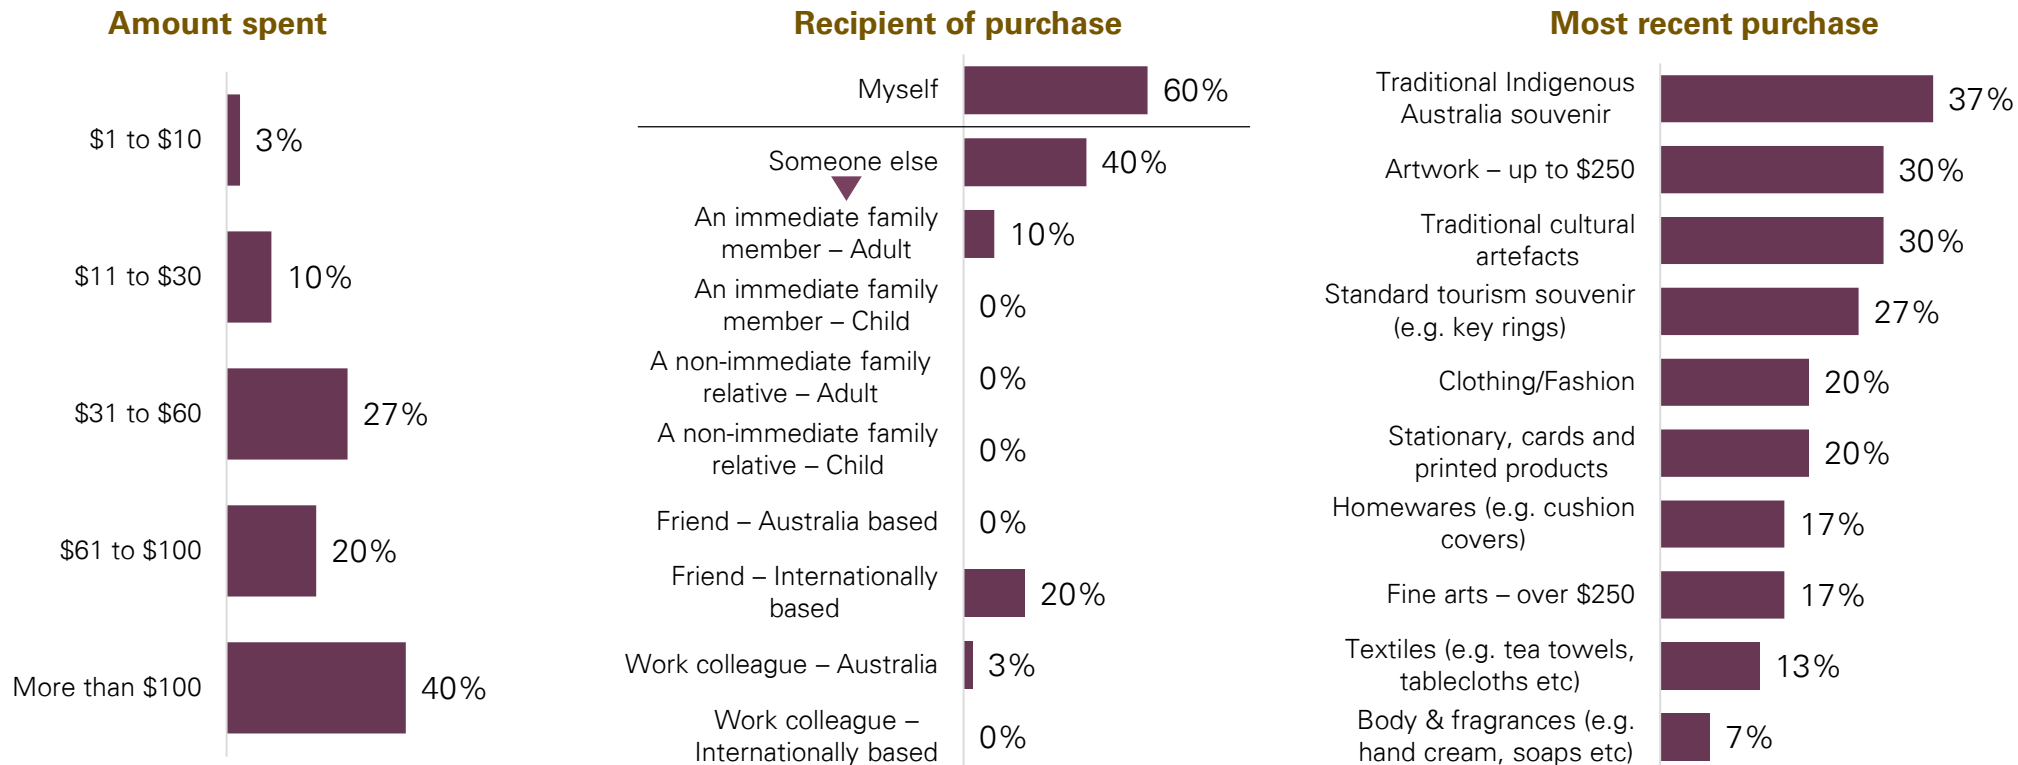 Amount spent
$1 to $10
3%
$11 to $30
10%
$31 to $60
27%
$61 to $100
20%
More than $100
40%
Recipient of purchase
Myself
60%
Someone else
40%
An immediate family
member – Adult
10%
An immediate family
member – Child
0%
A non-immediate family
relative – Adult
0%
A non-immediate family
relative – Child
0%
Friend – Australia based
0%
Friend – Internationally
based
20%
Work colleague – Australia
3%
Work colleague –
Internationally based
0%
Most recent purchase
Traditional Indigenous
Australia souvenir
37%
Artwork – up to $250
30%
Traditional cultural
artefacts
30%
Standard tourism souvenir
(e.g. key rings)
27%
Clothing/Fashion
20%
Stationary, cards and
printed products
20%
Homewares (e.g. cushion
covers)
17%
Fine arts – over $250
17%
Textiles (e.g. tea towels,
tablecloths etc)
13%
Body & fragrances (e.g.
hand cream, soaps etc)
7%